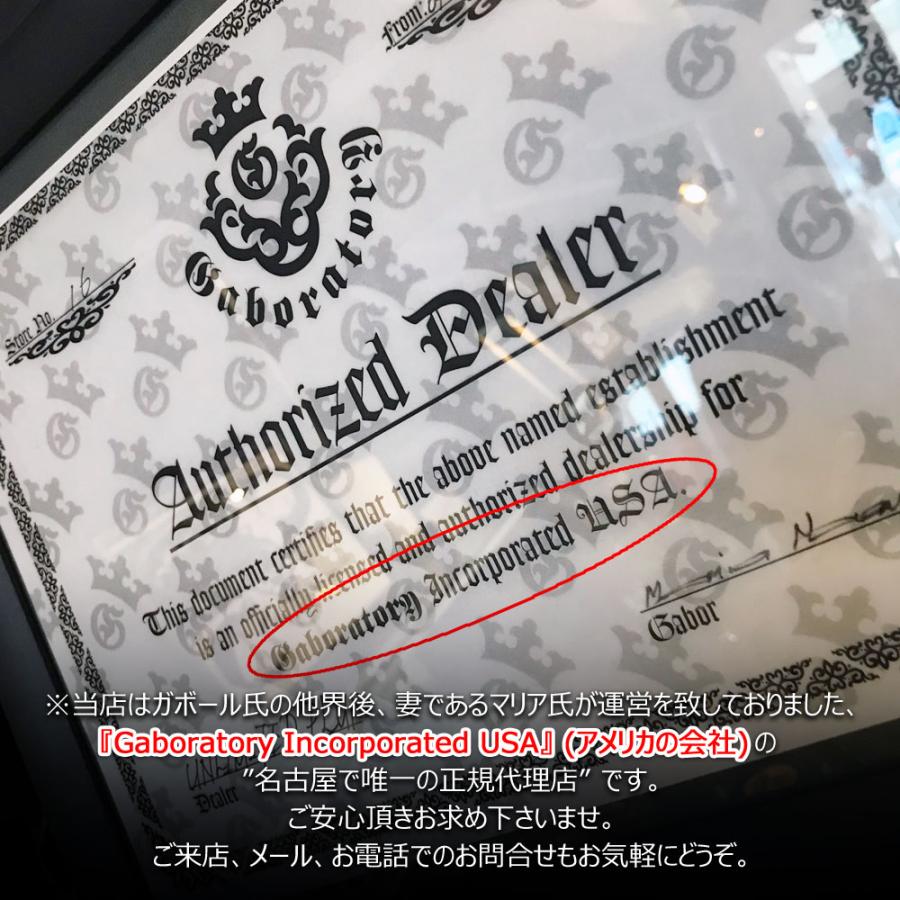 from:
Gaboratory
Store No. 16
Authorized Dealer
This document certifies that the above named establishment
is an officially licensed and authorized dealership for
Gaboratory Incorporated USA.
Gabor
Dealer
※当店はガボール氏の他界後、妻であるマリア氏が運営を致しておりました、
『Gaboratory Incorporated USA』(アメリカの会社)の
”名古屋で唯一の正規代理店” です。
ご安心頂きお求め下さいませ。
ご来店、メール、お電話でのお問合せもお気軽にどうぞ。